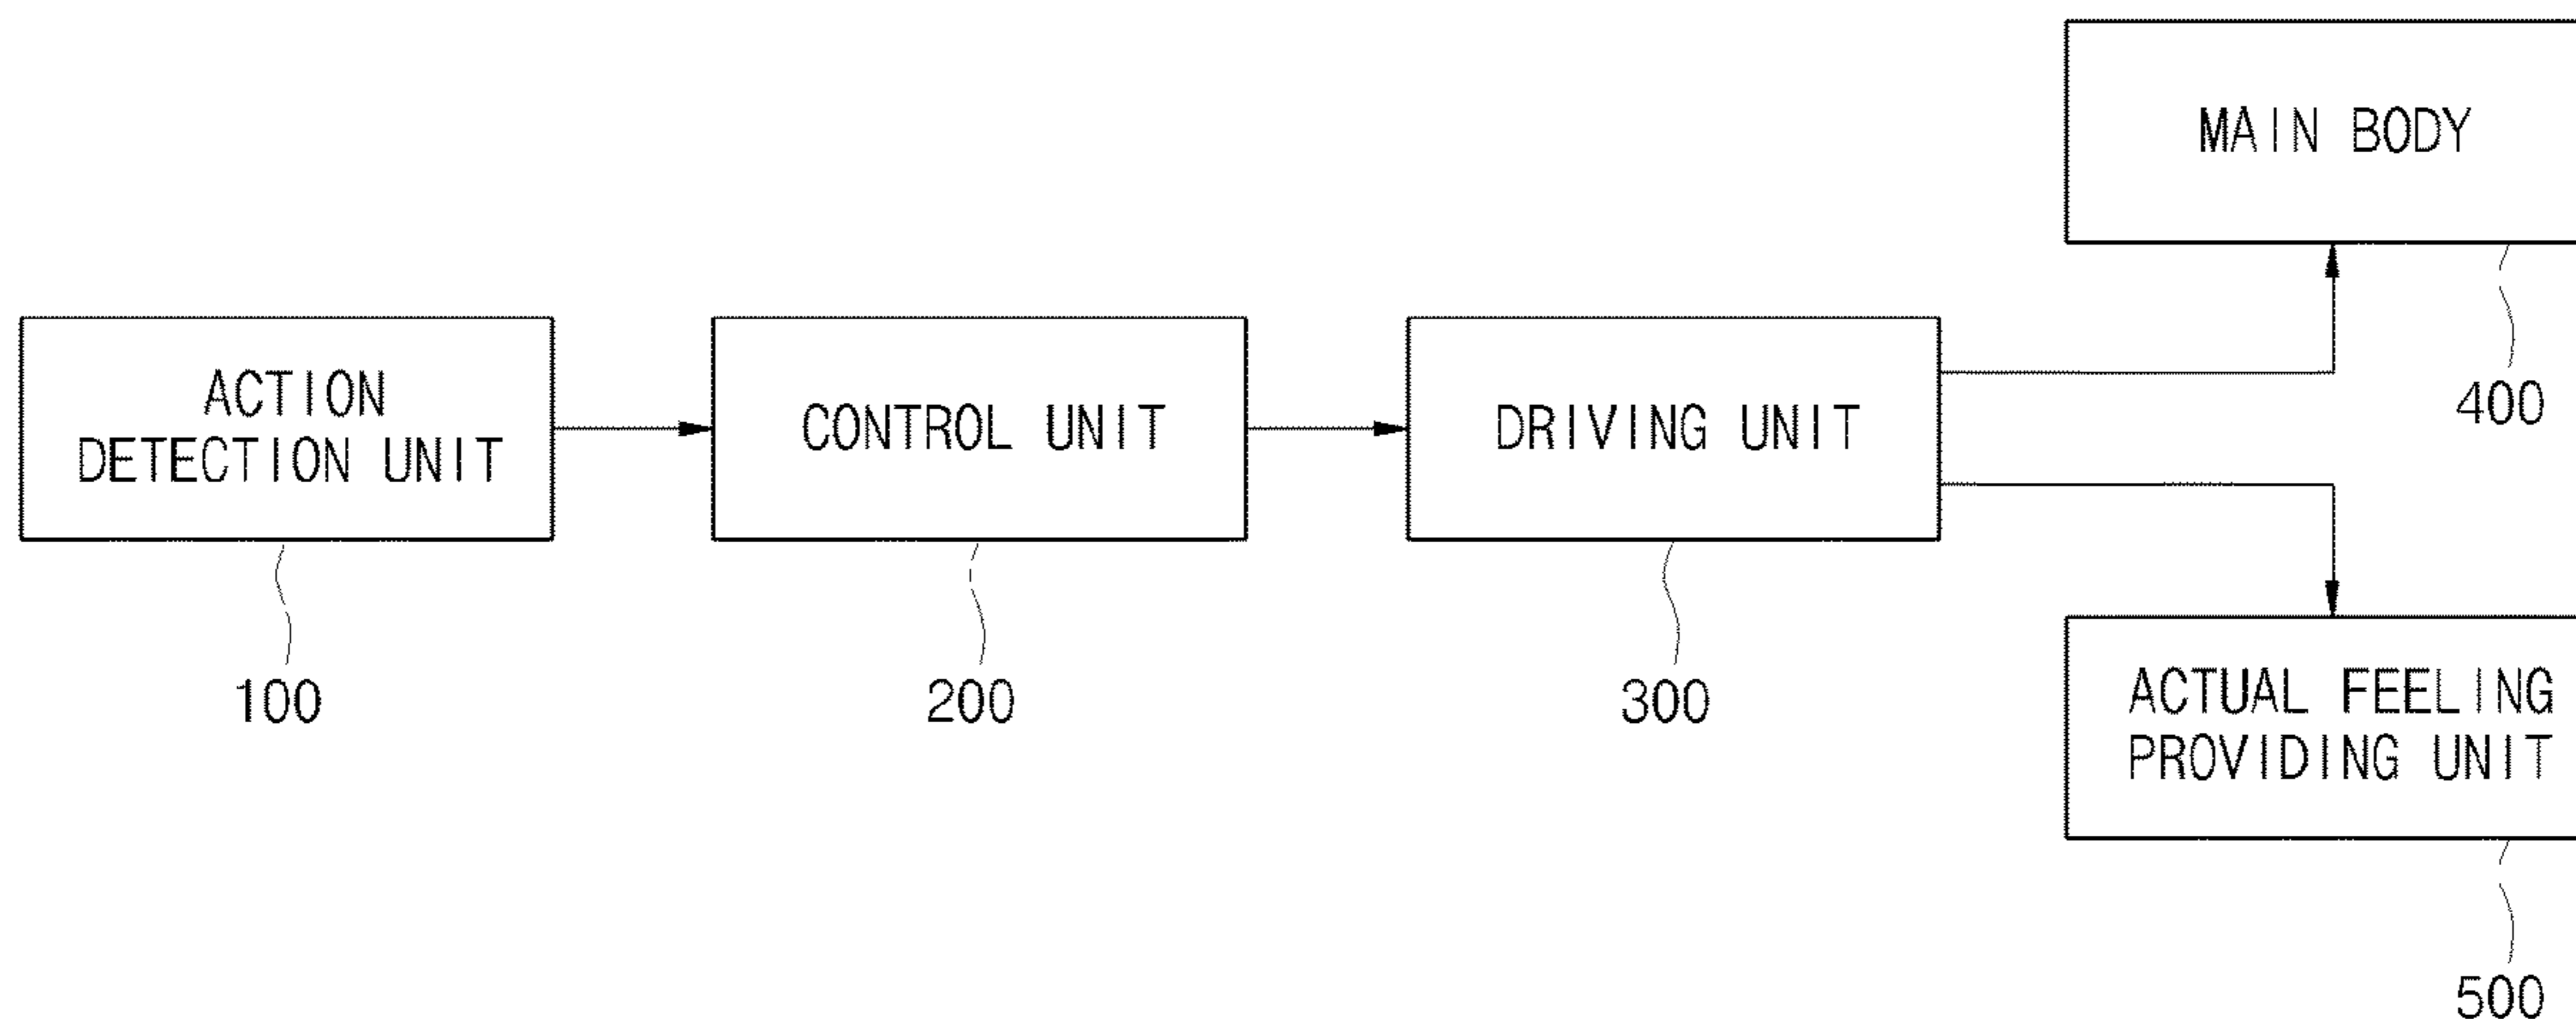 MAIN BODY
400
ACTION
DETECTION UNIT
100
CONTROL UNIT
200
DRIVING UNIT
300
ACTUAL FEELING
PROVIDING UNIT
500